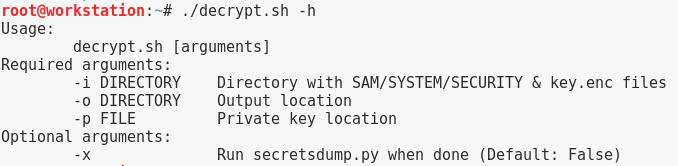 root@workstation:~# ./decrypt.sh -h
Usage:
        decrypt.sh [arguments]
Required arguments:
        -i DIRECTORY    Directory with SAM/SYSTEM/SECURITY & key.enc files
        -o DIRECTORY    Output location
        -p FILE         Private key location
Optional arguments:
        -x              Run secretsdump.py when done (Default: False)